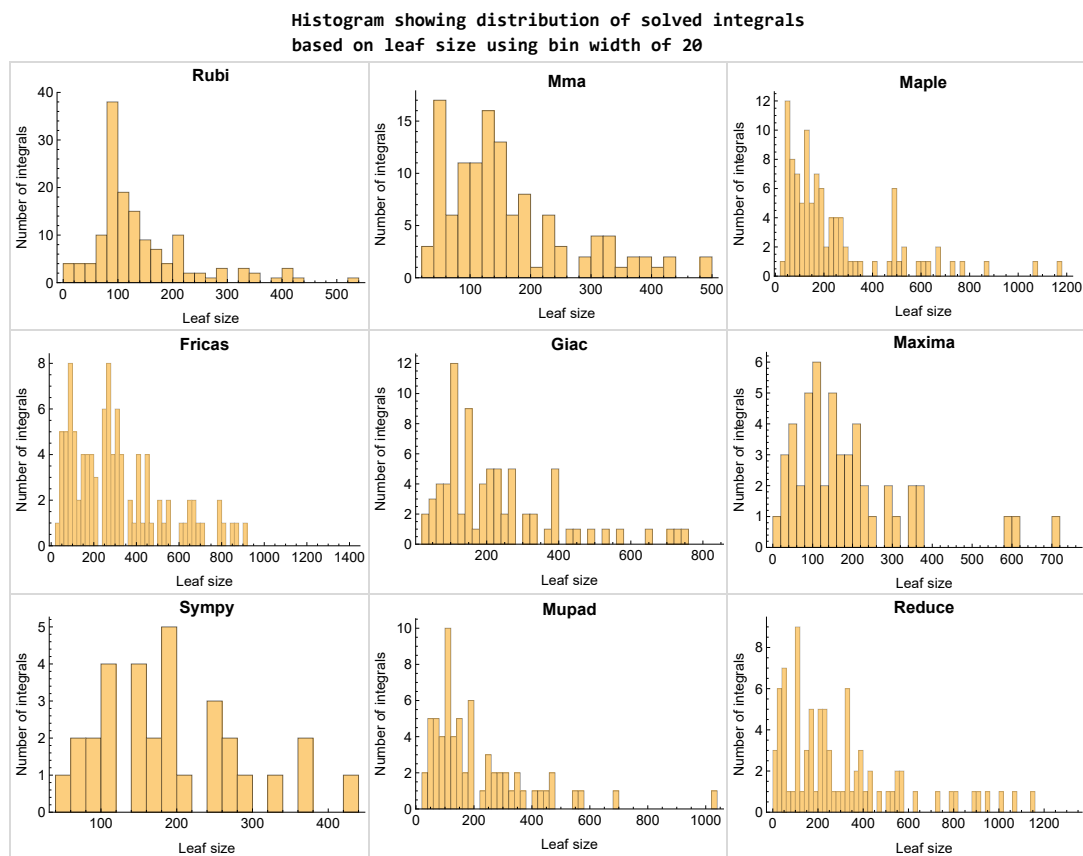 Histogram showing distribution of solved integrals
based on leaf size using bin width of 20
Rubi
Number of integrals
0 10 20 30 40
0 100 200 300 400 500
Leaf size
Mma
Number of integrals
0 5 10 15
100 200 300 400 500
Leaf size
Maple
Number of integrals
0 2 4 6 8 10 12
0 200 400 600 800 1000 1200
Leaf size
Fricas
Number of integrals
0 2 4 6 8
0 200 400 600 800 1000 1200 1400
Leaf size
Giac
Number of integrals
0 2 4 6 8 10 12
200 400 600 800
Leaf size
Maxima
Number of integrals
0 1 2 3 4 5 6
0 100 200 300 400 500 600 700
Leaf size
Sympy
Number of integrals
0 1 2 3 4 5
100 200 300 400
Leaf size
Mupad
Number of integrals
0 2 4 6 8 10
0 200 400 600 800 1000
Leaf size
Reduce
Number of integrals
0 2 4 6 8
0 200 400 600 800 1000 1200 1400
Leaf size